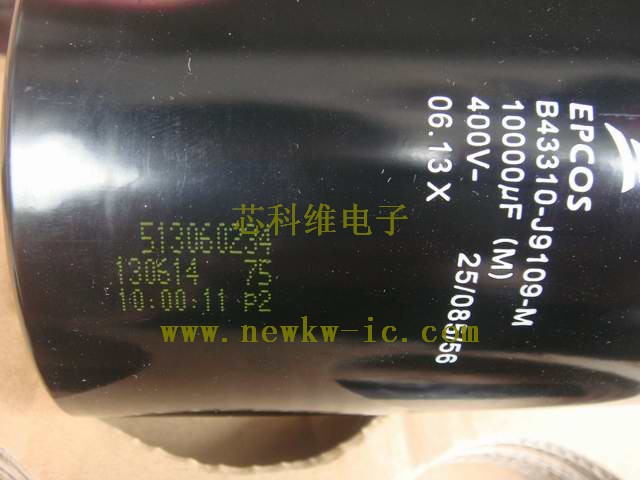 EPCOS
B43310-J9109-M
10000µF (M)
400V-
25/085/56
06.13 X
芯科维电子
513060234
130614 75
10:00:11 P2
www.newkw-ic.com